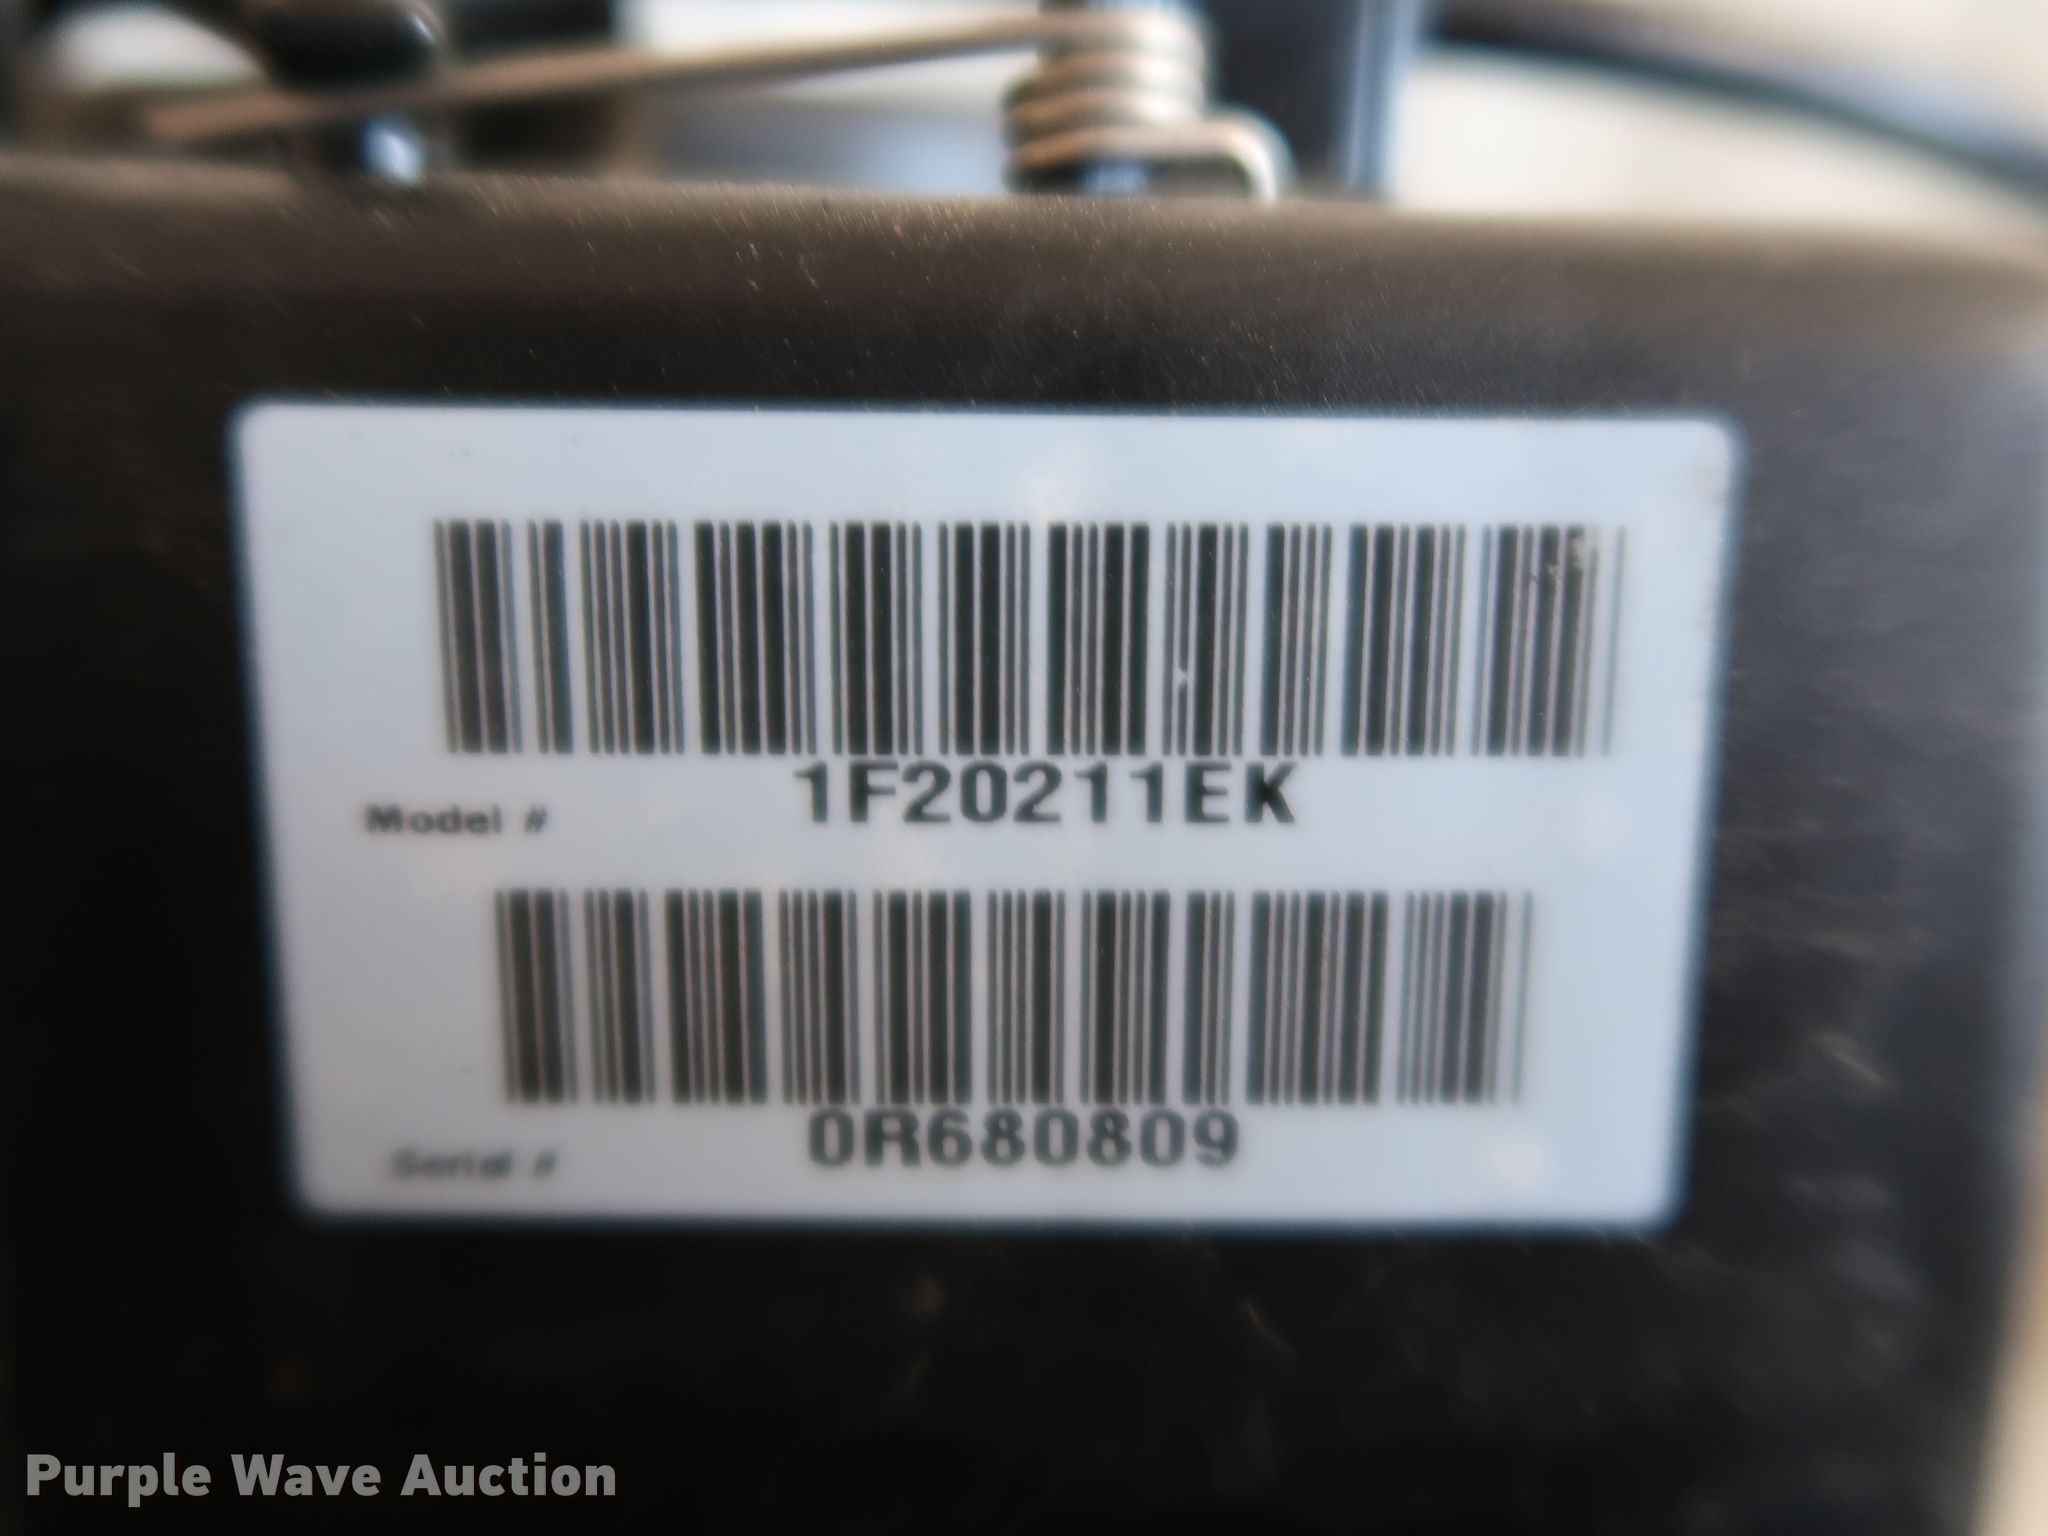 1F20211EK
Model #
0R680809
Serial #
Purple Wave Auction